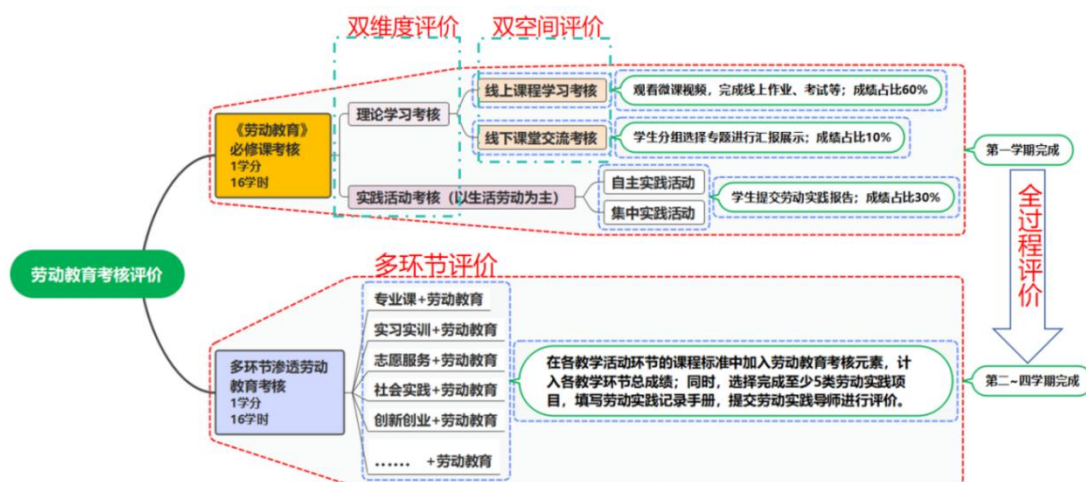 双维度评价
双空间评价
线上课程学习考核
观看微课视频，完成线上作业、考试等；成绩占比60%
理论学习考核
《劳动教育》
必修课考核
1学分
16学时
线下课堂交流考核
学生分组选择专题进行汇报展示；成绩占比10%
第一学期完成
自主实践活动
实践活动考核（以生活劳动为主）
学生提交劳动实践报告；成绩占比30%
集中实践活动
全过程评价
劳动教育考核评价
多环节评价
专业课+劳动教育
实习实训+劳动教育
志愿服务+劳动教育
社会实践+劳动教育
创新创业+劳动教育
…… +劳动教育
多环节渗透劳动
教育考核
1学分
16学时
在各教学活动环节的课程标准中加入劳动教育考核元素，计
入各教学环节总成绩；同时，选择完成至少5类劳动实践项
目，填写劳动实践记录手册，提交劳动实践导师进行评价。
第二~四学期完成